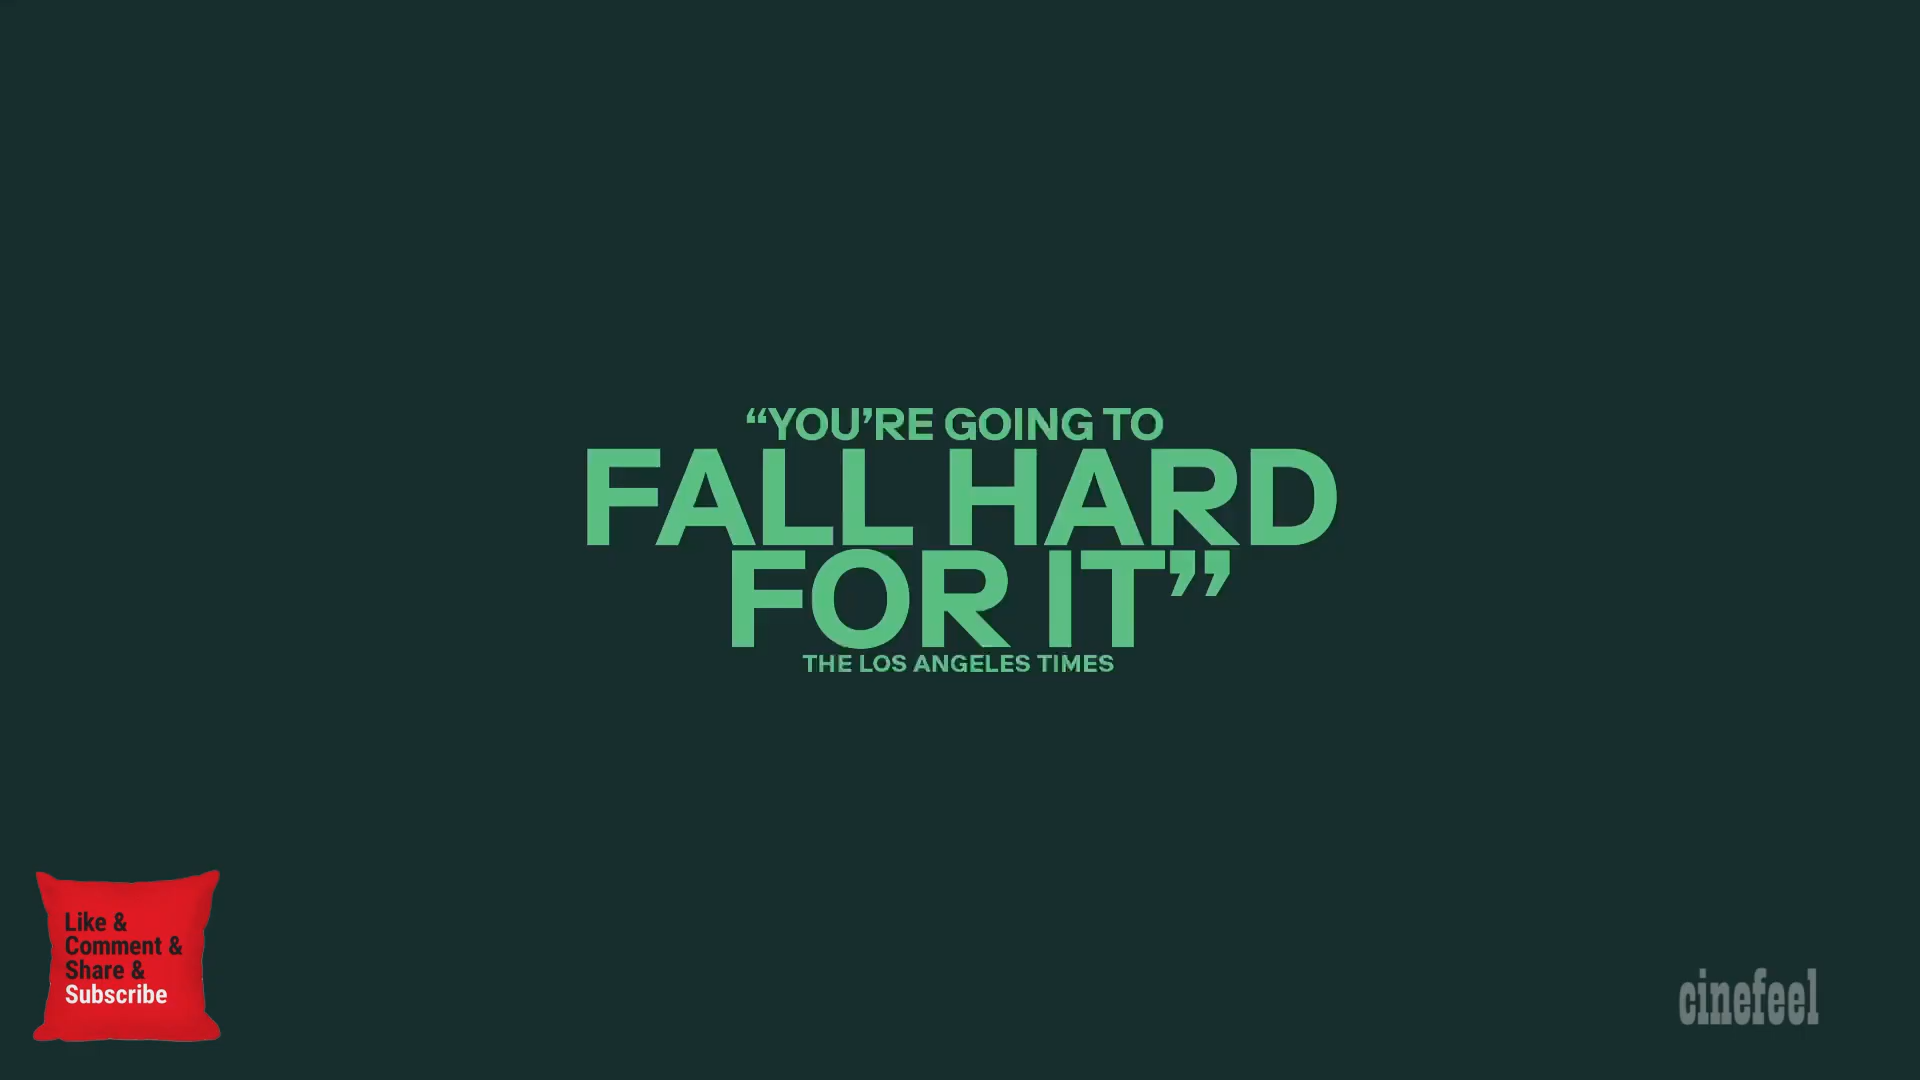 “YOU’RE GOING TO
FALL HARD
FOR IT”
THE LOS ANGELES TIMES
Like &
Comment &
Share &
Subscribe
cinefeel